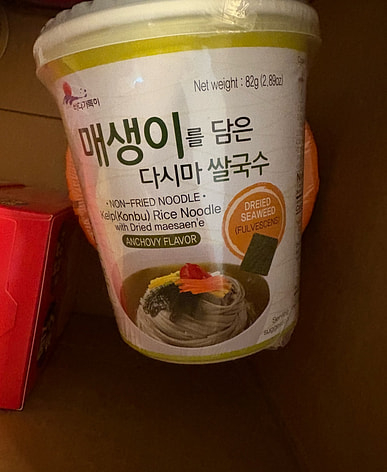 Net weight : 82g (2.89oz)
매생이를 담은
다시마 쌀국수
· NON-FRIED NOODLE ·
Kelp(Konbu) Rice Noodle
with Dried maesaen'e
ANCHOVY FLAVOR
DREIED
SEAWEED
(FULVESCENS)